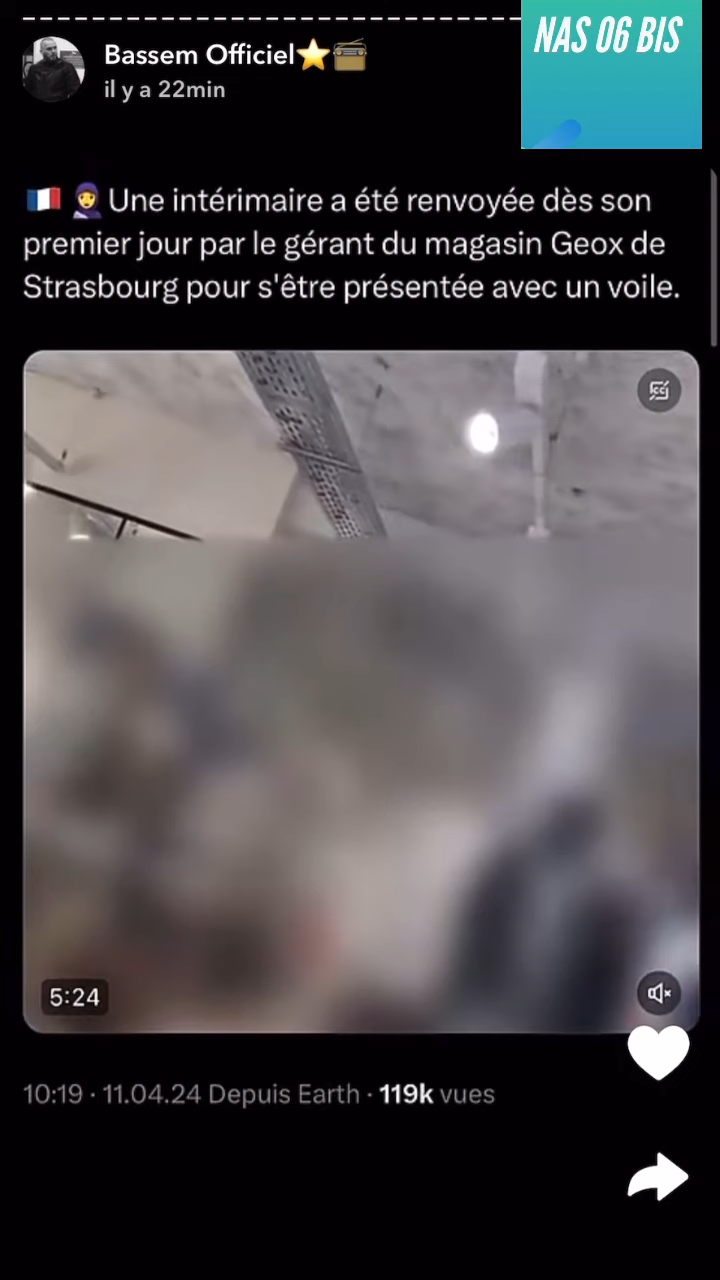 NAS 06 BIS
Bassem Officiel⭐📻
il y a 22min
🇫🇷 🧕Une intérimaire a été renvoyée dès son
premier jour par le gérant du magasin Geox de
Strasbourg pour s'être présentée avec un voile.
5:24
10:19 · 11.04.24 Depuis Earth · 119k vues